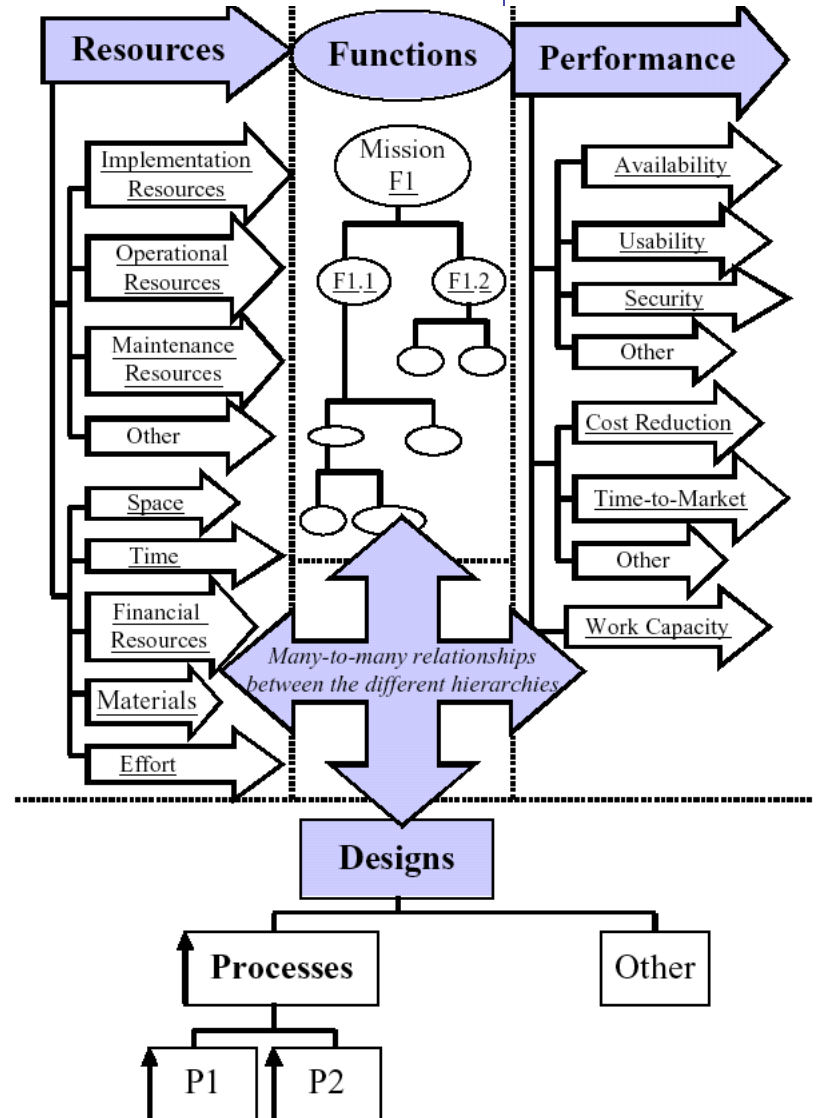 Resources
Functions
Performance
Implementation
Resources
Operational
Resources
Maintenance
Resources
Other
Space
Time
Financial
Resources
Materials
Effort
Mission
F1
F1.1
F1.2
Availability
Usability
Security
Other
Cost Reduction
Time-to-Market
Other
Work Capacity
Many-to-many relationships
between the different hierarchies
Designs
Processes
Other
P1
P2